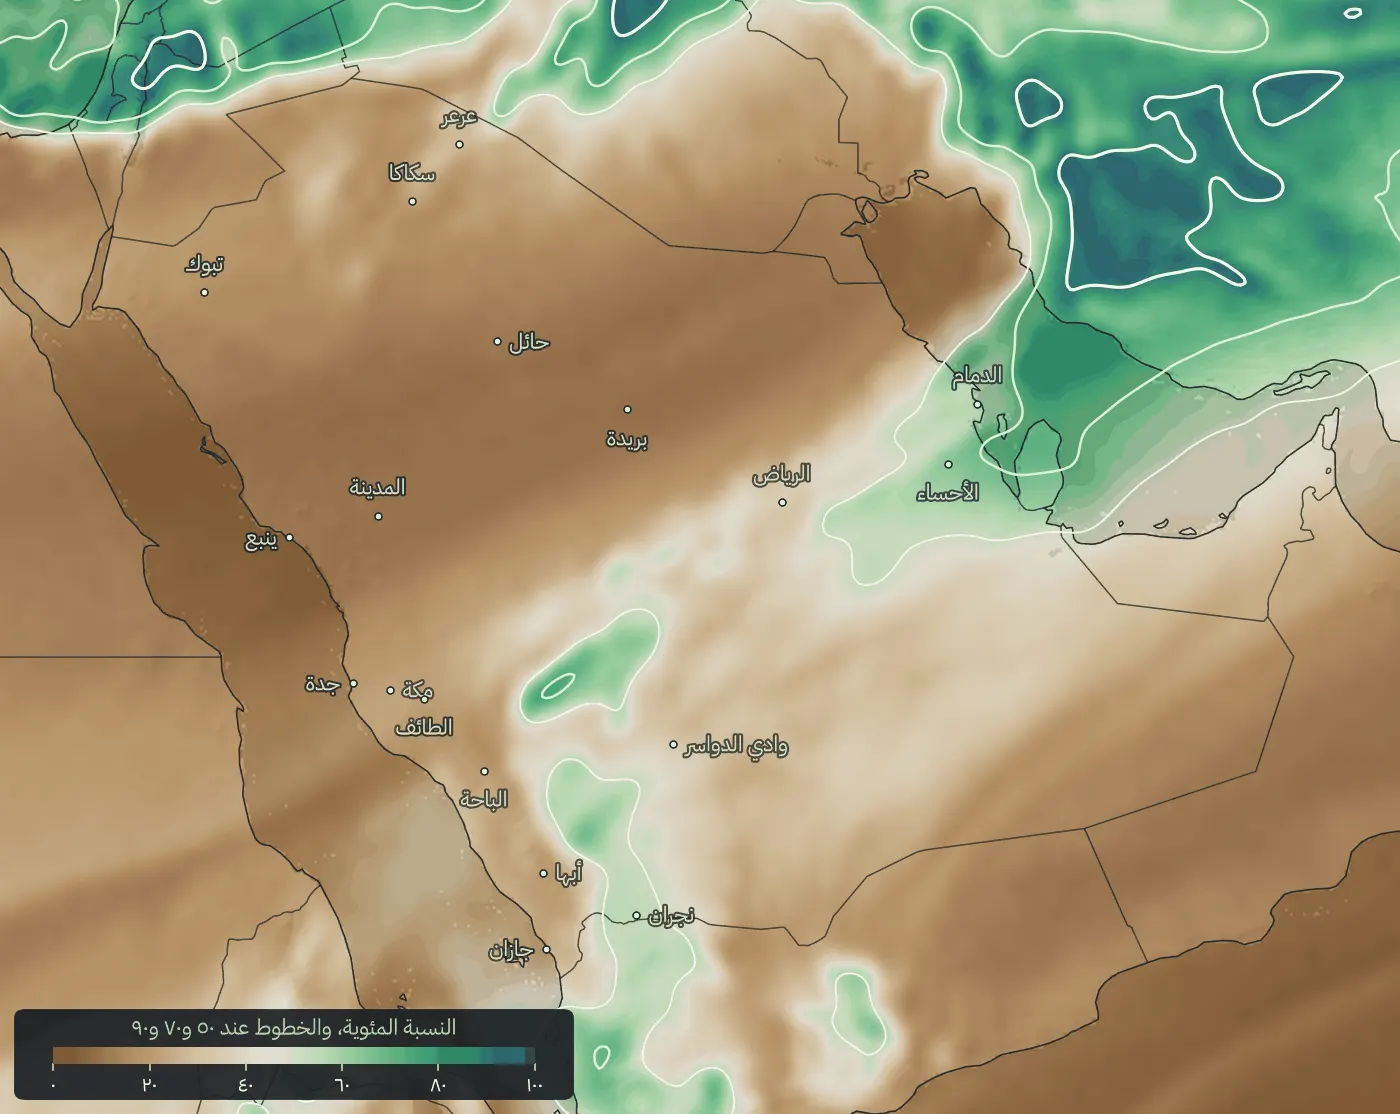 عرعر
سكاكا
تبوك
حائل
الدمام
بريدة
الرياض
المدينة
الأحساء
ينبع
جدة
مكة
الطائف
وادي الدواسر
الباحة
أبها
نجران
جازان
النسبة المئوية، والخطوط عند ٥٠ و٧٠ و٩٠
٠ ٢٠ ٤٠ ٦٠ ٨٠ ١٠٠